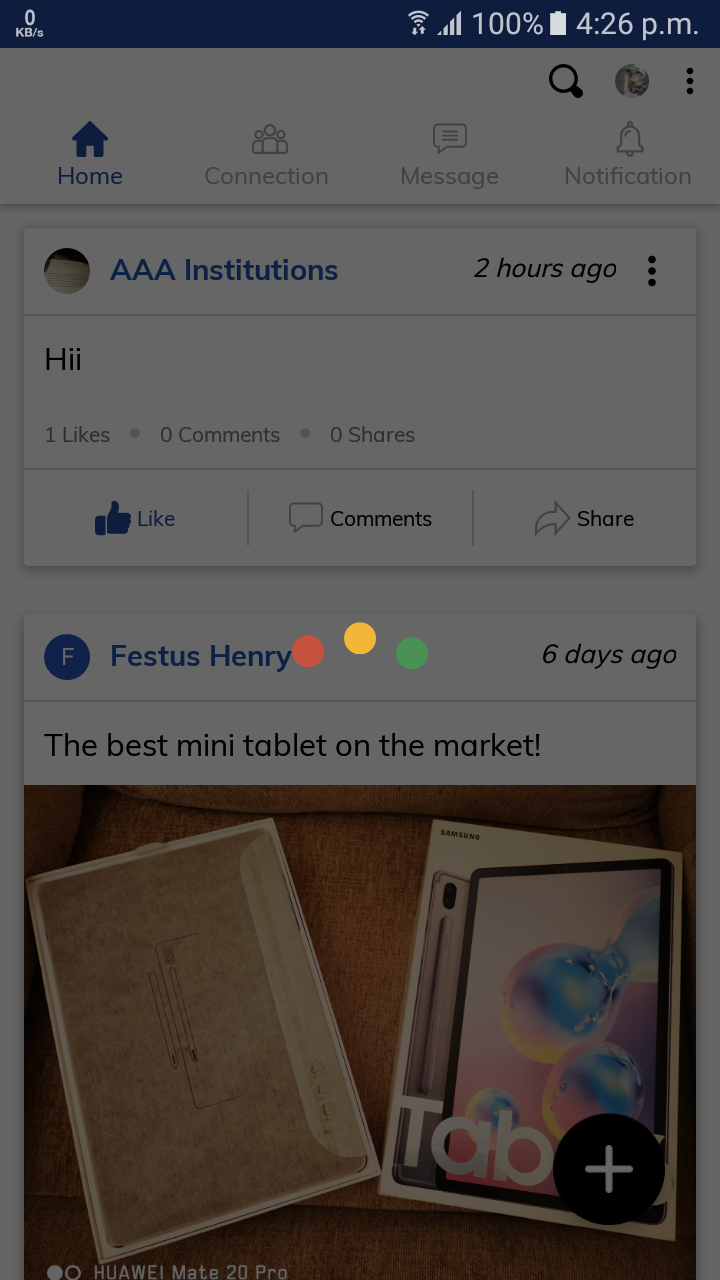 0
KB/s
100% 4:26 p.m.
Home Connection Message Notification
AAA Institutions 2 hours ago
Hii
1 Likes 0 Comments 0 Shares
Like Comments Share
F Festus Henry 6 days ago
The best mini tablet on the market!
SAMSUNG
Tab
HUAWEI Mate 20 Pro